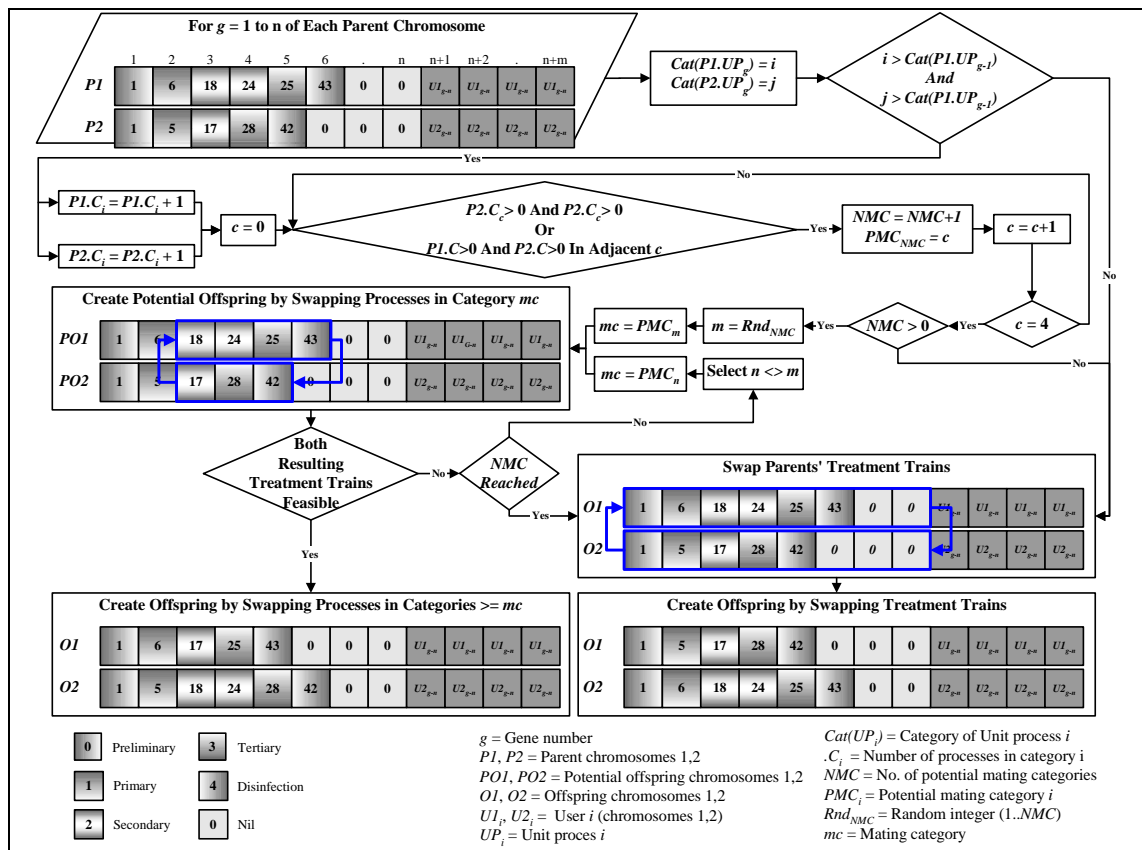 For g = 1 to n of Each Parent Chromosome
1 2 3 4 5 6 . n n+1 n+2 . n+m
P1 1 6 18 24 25 43 0 0 U1g-n U1g-n U1g-n U1g-n
P2 1 5 17 28 42 0 0 0 U2g-n U2g-n U2g-n U2g-n
Cat(P1.UPg) = i
Cat(P2.UPg) = j
i > Cat(P1.UPg-1)
And
j > Cat(P1.UPg-1)
Yes
No
P1.Ci = P1.Ci + 1
P2.Ci = P2.Ci + 1
c = 0
P2.Cc > 0 And P2.Cc > 0
Or
P1.C>0 And P2.C>0 In Adjacent c
Yes
NMC = NMC+1
PMCNMC = c
c = c+1
No
c = 4
Yes
NMC > 0
Yes
No
m = RndNMC
mc = PMCm
mc = PMCn
Select n <> m
Create Potential Offspring by Swapping Processes in Category mc
PO1 1 6 18 24 25 43 0 0 U1g-n U1G-n U1g-n U1g-n
PO2 1 5 17 28 42 0 0 0 U2g-n U2g-n U2g-n U2g-n
Both
Resulting
Treatment Trains
Feasible
No
NMC
Reached
No
Yes
Yes
Swap Parents' Treatment Trains
O1 1 6 18 24 25 43 0 0 U1g-n U1g-n U1g-n U1g-n
O2 1 5 17 28 42 0 0 0 U2g-n U2g-n U2g-n U2g-n
Create Offspring by Swapping Processes in Categories >= mc
O1 1 6 17 25 43 0 0 0 U1g-n U1g-n U1g-n U1g-n
O2 1 5 18 24 28 42 0 0 U2g-n U2g-n U2g-n U2g-n
Create Offspring by Swapping Treatment Trains
O1 1 5 17 28 42 0 0 0 U1g-n U1g-n U1g-n U1g-n
O2 1 6 18 24 25 43 0 0 U2g-n U2g-n U2g-n U2g-n
0 Preliminary
1 Primary
2 Secondary
3 Tertiary
4 Disinfection
0 Nil
g = Gene number
P1, P2 = Parent chromosomes 1,2
PO1, PO2 = Potential offspring chromosomes 1,2
O1, O2 = Offspring chromosomes 1,2
U1i, U2i = User i (chromosomes 1,2)
UPi = Unit proces i
Cat(UPi) = Category of Unit process i
.Ci = Number of processes in category i
NMC = No. of potential mating categories
PMCi = Potential mating category i
RndNMC = Random integer (1..NMC)
mc = Mating category